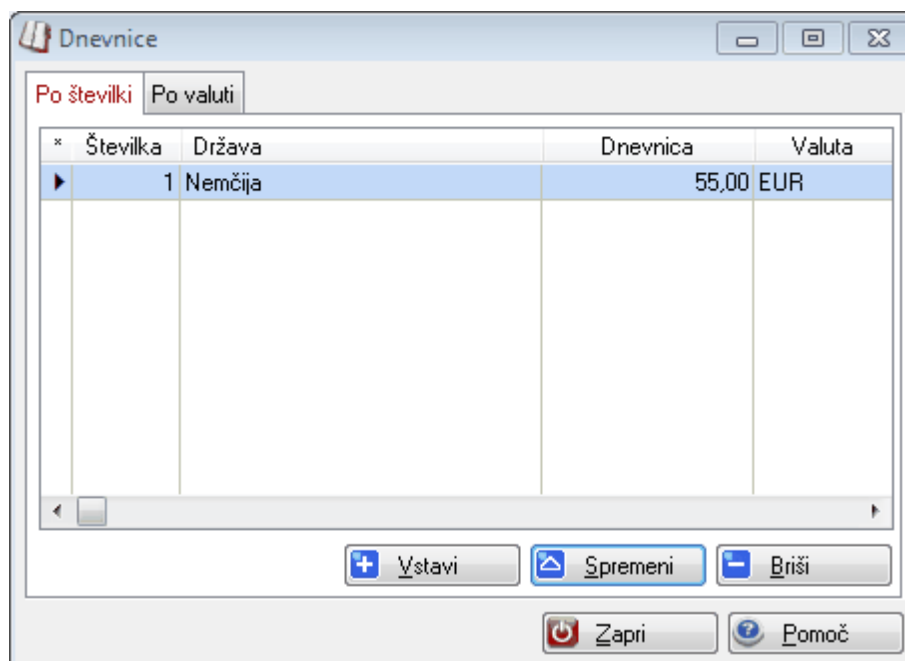 Dnevnice
Po številki Po valuti
* Številka Država Dnevnica Valuta
1 Nemčija 55,00 EUR
Vstavi Spremeni Briši
Zapri Pomoč